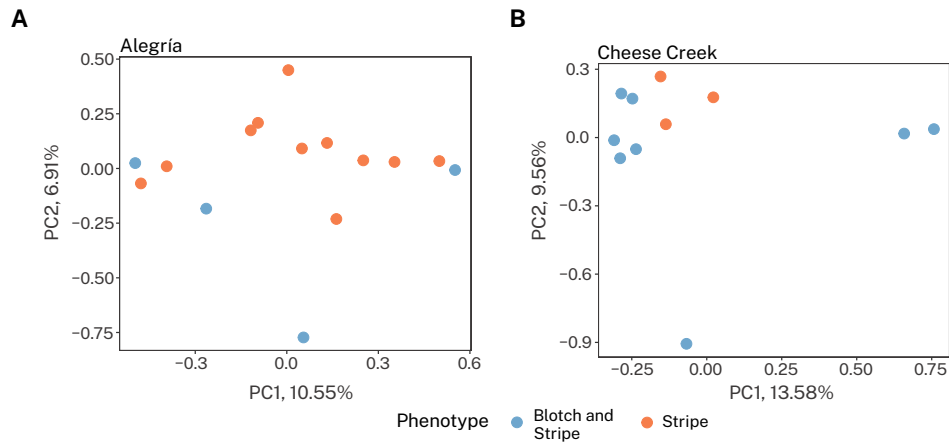 A
B
Alegría
Cheese Creek
PC2, 6.91%
0.50
0.25
0.00
−0.25
−0.50
−0.75
−0.3
0.0
0.3
0.6
PC1, 10.55%
PC2, 9.56%
0.3
0.0
−0.3
−0.6
−0.9
−0.25
0.00
0.25
0.50
0.75
PC1, 13.58%
Phenotype
Blotch and
Stripe
Stripe